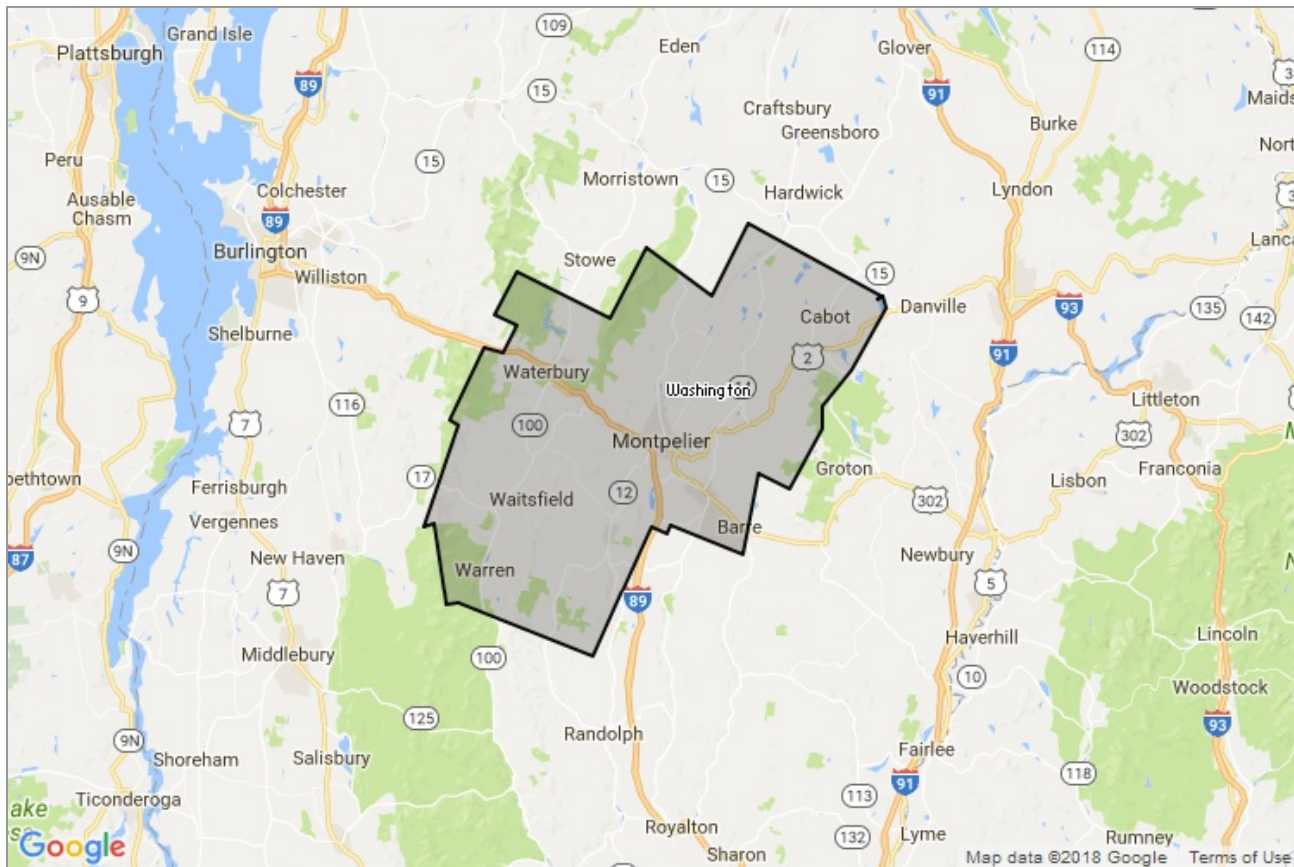 Grand Isle
109
Eden
Glover
114
Plattsburgh
89
91
3
15
Craftsbury
Greensboro
Burke
Peru
15
Morristown
15
Hardwick
Lyndon
Ausable
Chasm
Colchester
89
3
9N
Burlington
Stowe
Williston
15
9
Cabot
Danville
93
135
142
Shelburne
2
91
Waterbury
Washington
116
Littleton
7
100
Montpelier
302
17
Groton
Franconia
Ferrisburgh
Waitsfield
12
302
Lisbon
Vergennes
Barre
9N
87
New Haven
Warren
Newbury
7
89
5
Middlebury
100
Haverhill
Lincoln
10
Woodstock
125
Randolph
93
9N
Shoreham
Salisbury
Fairlee
91
118
Ticonderoga
113
Royalton
132
Lyme
Rumney
Sharon
Google
Map data ©2018 Google
Terms of Use